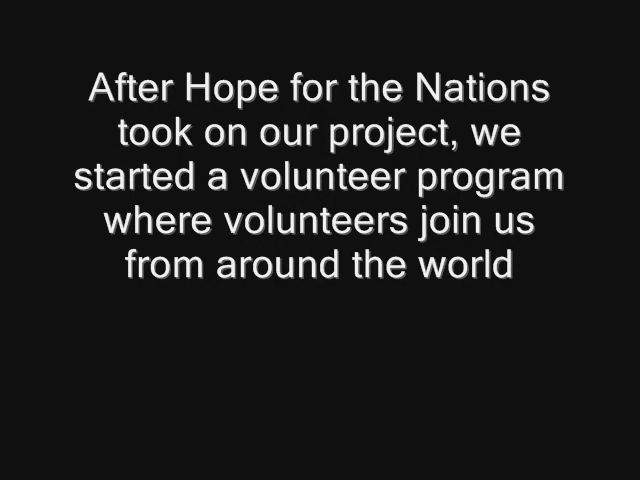 After Hope for the Nations
took on our project, we
started a volunteer program
where volunteers join us
from around the world